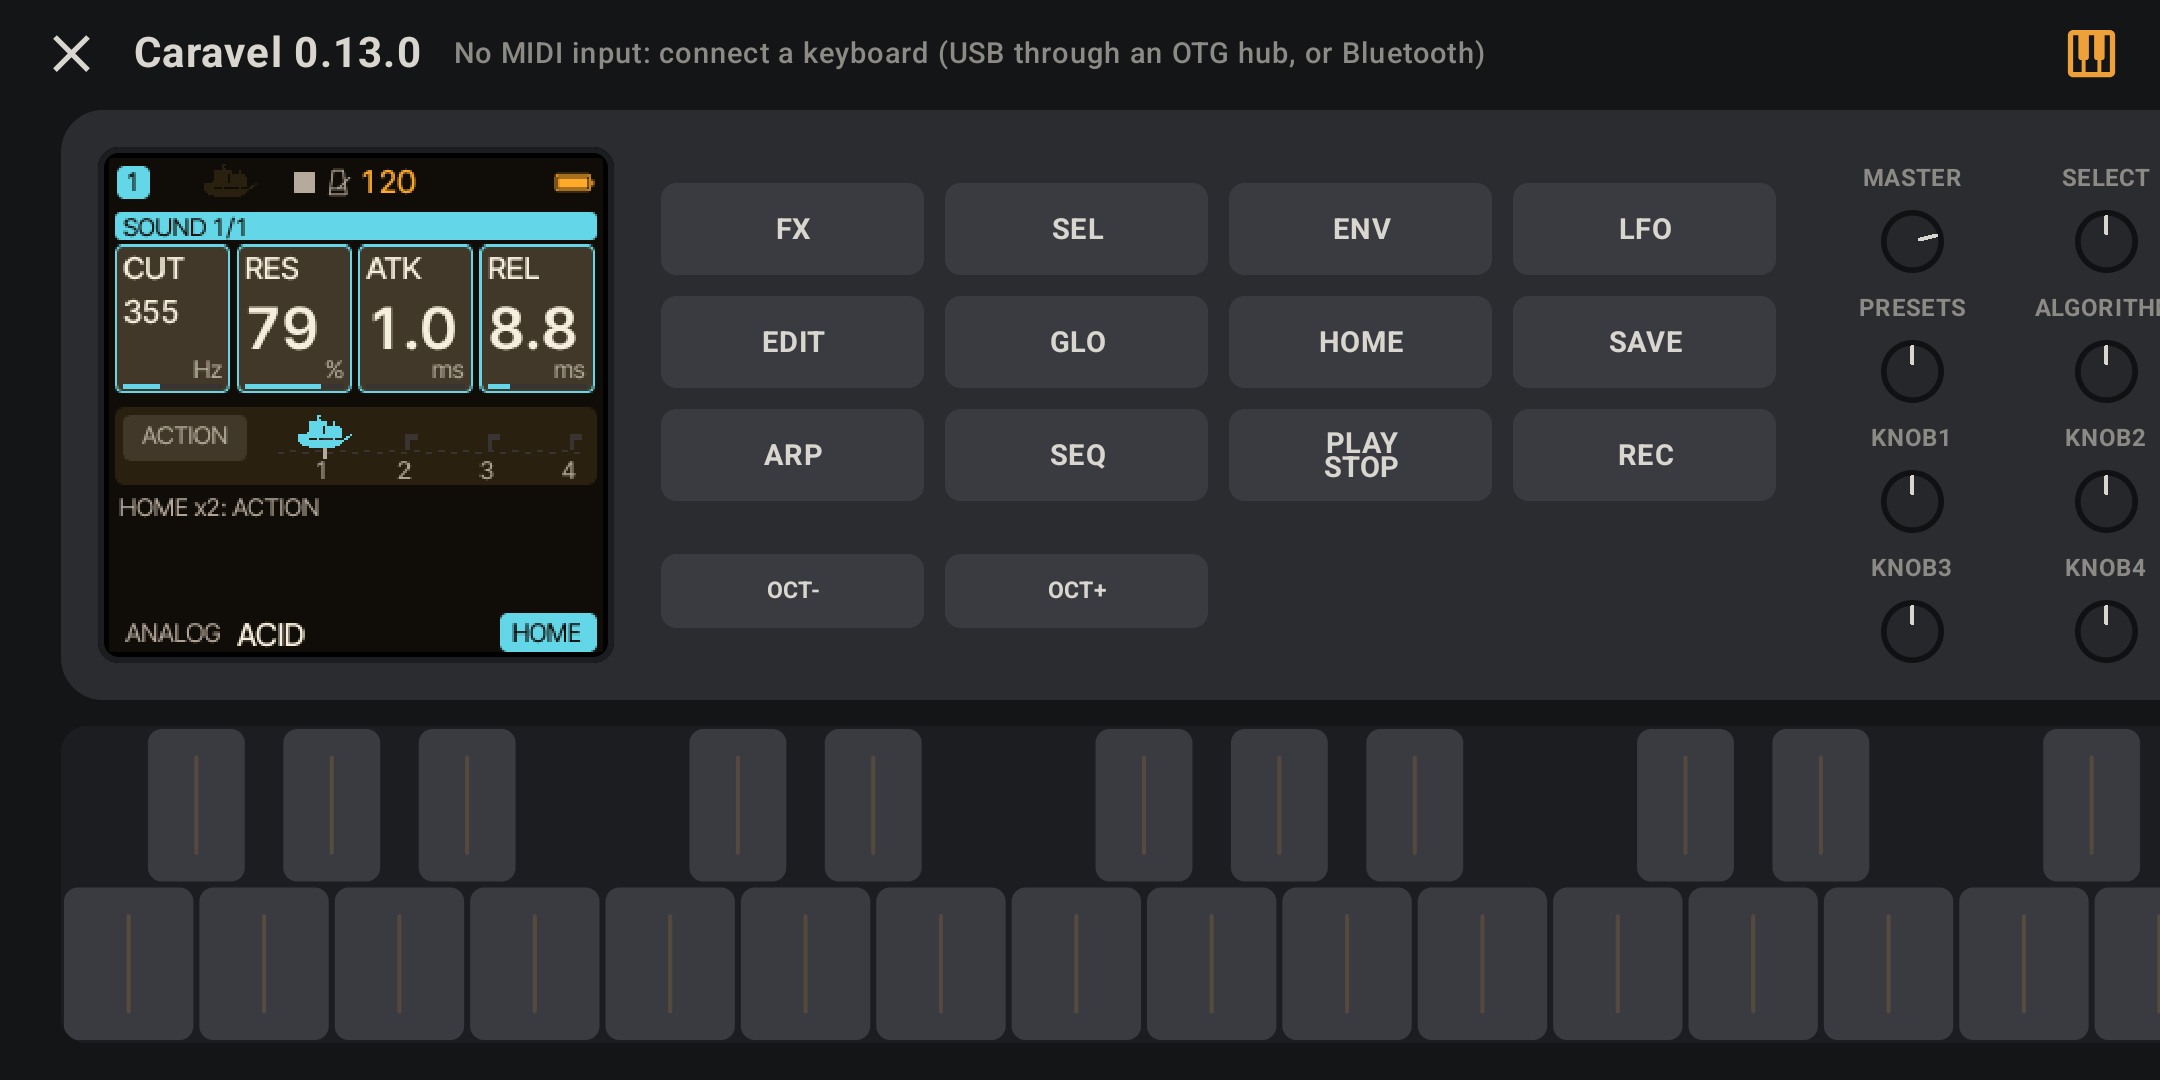 Caravel 0.13.0
No MIDI input: connect a keyboard (USB through an OTG hub, or Bluetooth)
1
120
SOUND 1/1
CUT
355
Hz
RES
79
%
ATK
1.0
ms
REL
8.8
ms
ACTION
1 2 3 4
HOME x2: ACTION
ANALOG ACID
HOME
FX
SEL
ENV
LFO
EDIT
GLO
HOME
SAVE
ARP
SEQ
PLAY
STOP
REC
OCT-
OCT+
MASTER
SELECT
PRESETS
ALGORITH
KNOB1
KNOB2
KNOB3
KNOB4